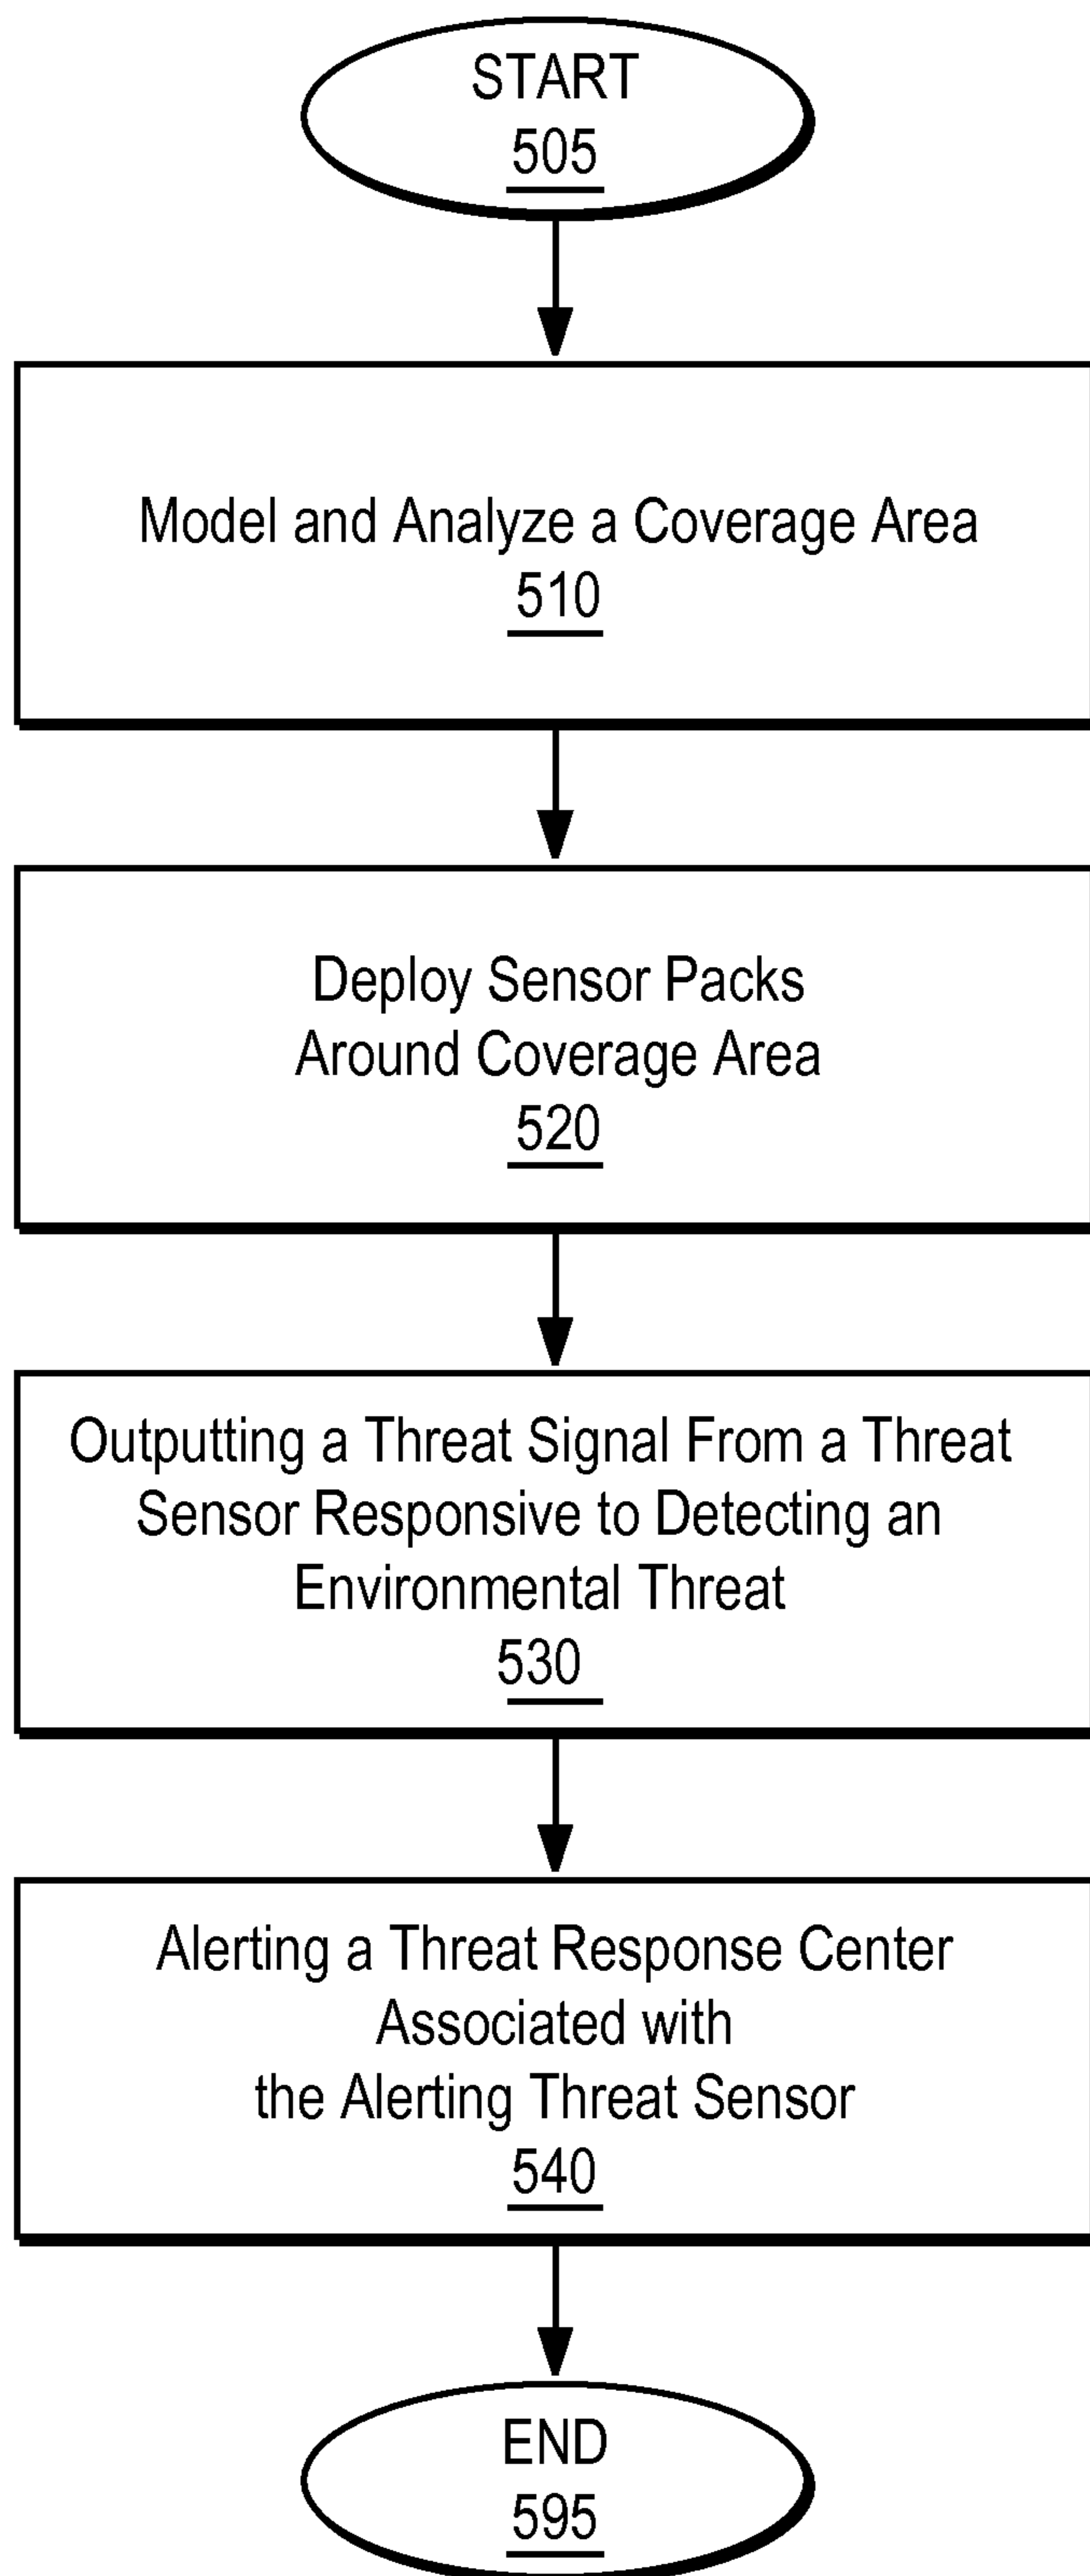 START
505
Model and Analyze a Coverage Area
510
Deploy Sensor Packs
Around Coverage Area
520
Outputting a Threat Signal From a Threat
Sensor Responsive to Detecting an
Environmental Threat
530
Alerting a Threat Response Center
Associated with
the Alerting Threat Sensor
540
END
595